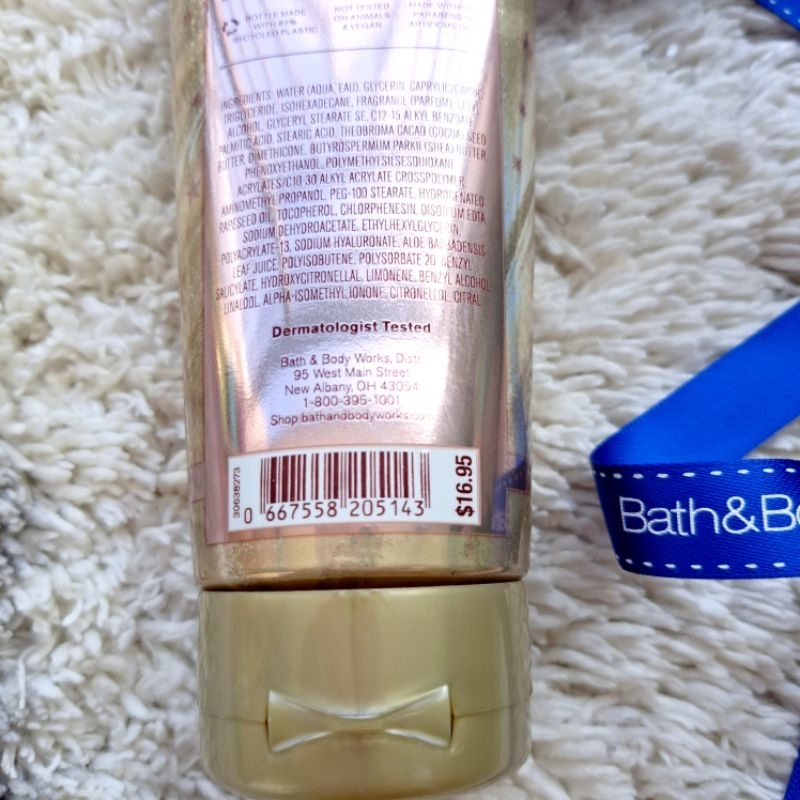 BOTTLE MADE
WITH 82%
RECYCLED PLASTIC
NOT TESTED
ON ANIMALS
& VEGAN
MADE WITHOUT
PARABENS
ARTIFICIAL
INGREDIENTS: WATER (AQUA, EAU), GLYCERIN, CAPRYLIC/CAPRIC
TRIGLYCERIDE, ISOHEXADECANE, FRAGRANCE (PARFUM), CETYL
ALCOHOL, GLYCERYL STEARATE SE, C12-15 ALKYL BENZOATE,
PALMITIC ACID, STEARIC ACID, THEOBROMA CACAO (COCOA) SEED
BUTTER, DIMETHICONE, BUTYROSPERMUM PARKII (SHEA) BUTTER,
PHENOXYETHANOL, POLYMETHYLSILSESQUIOXANE,
ACRYLATES/C10-30 ALKYL ACRYLATE CROSSPOLYMER,
AMINOMETHYL PROPANOL, PEG-100 STEARATE, HYDROGENATED
RAPESEED OIL, TOCOPHEROL, CHLORPHENESIN, DISODIUM EDTA,
SODIUM DEHYDROACETATE, ETHYLHEXYLGLYCERIN,
POLYACRYLATE-13, SODIUM HYALURONATE, ALOE BARBADENSIS
LEAF JUICE, POLYISOBUTENE, POLYSORBATE 20, BENZYL
SALICYLATE, HYDROXYCITRONELLAL, LIMONENE, BENZYL ALCOHOL,
LINALOOL, ALPHA-ISOMETHYL IONONE, CITRONELLOL, CITRAL.
Dermatologist Tested
Bath & Body Works, Distr.
95 West Main Street
New Albany, OH 43054
1-800-395-1001
Shop bathandbodyworks.com
30638273
0 667558 205143
$16.95
Bath&Bo